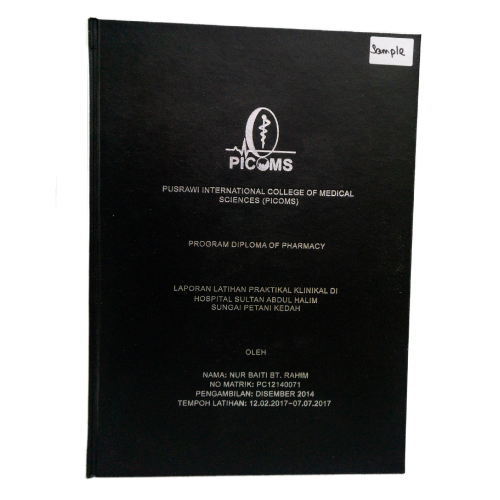 Sample
PICOMS
PUSRAWI INTERNATIONAL COLLEGE OF MEDICAL
SCIENCES (PICOMS)
PROGRAM DIPLOMA OF PHARMACY
LAPORAN LATIHAN PRAKTIKAL KLINIKAL DI
HOSPITAL SULTAN ABDUL HALIM
SUNGAI PETANI KEDAH
OLEH
NAMA: NUR BAITI BT. RAHIM
NO MATRIK: PC12140071
PENGAMBILAN: DISEMBER 2014
TEMPOH LATIHAN: 12.02.2017-07.07.2017